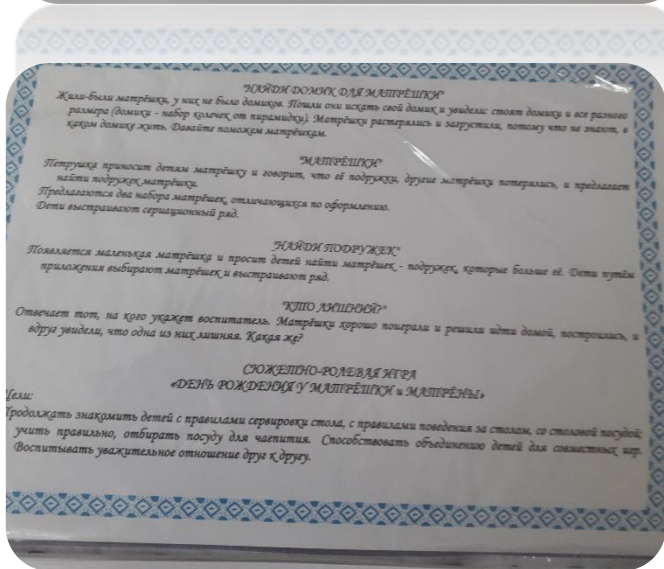 "НАЙДИ ДОМИК ДЛЯ МАТРЁШКИ"
Жили-были матрёшки, у них не было домиков. Пошли они искать свой домик и увидели: стоят домики и все разного
размера (домики - набор колечек от пирамидки). Матрёшки растерялись и загрустили, потому что не знают, в
каком домике жить. Давайте поможем матрёшкам.
"МАТРЁШКИ"
Петрушка приносит детям матрёшку и говорит, что её подружки, другие матрёшки потерялись, и предлагает
найти подружек матрёшки.
Предлагаются два набора матрёшек, отличающихся по оформлению.
Дети выстраивают сериационный ряд.
"НАЙДИ ПОДРУЖЕК"
Появляется маленькая матрёшка и просит детей найти матрёшек - подружек, которые больше её. Дети путём
приложения выбирают матрёшек и выстраивают ряд.
"КТО ЛИШНИЙ?"
Отвечает тот, на кого укажет воспитатель. Матрёшки хорошо поиграли и решили идти домой, построились, и
вдруг увидели, что одна из них лишняя. Какая же?
СЮЖЕТНО-РОЛЕВАЯ ИГРА
«ДЕНЬ РОЖДЕНИЯ У МАТРЁШКИ и МАТРЁНЫ»
Цели:
Продолжать знакомить детей с правилами сервировки стола, с правилами поведения за столом, со столовой посудой;
учить правильно, отбирать посуду для чаепития. Способствовать объединению детей для совместных игр.
Воспитывать уважительное отношение друг к другу.